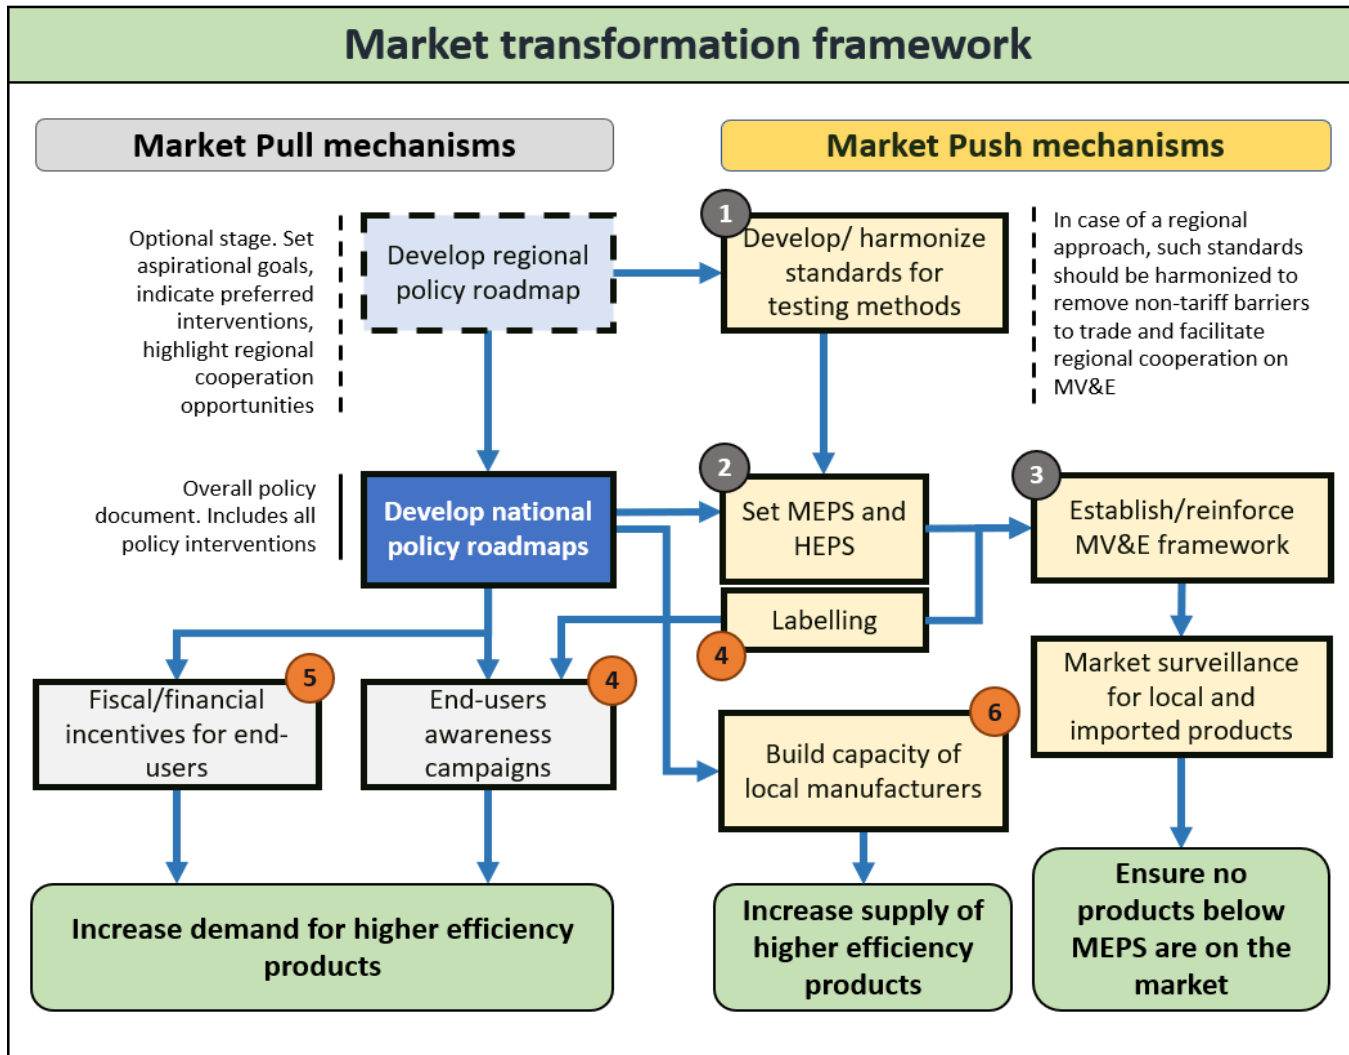 Market transformation framework
Market Pull mechanisms
Market Push mechanisms
Optional stage. Set
aspirational goals,
indicate preferred
interventions,
highlight regional
cooperation
opportunities
Develop regional
policy roadmap
1
Develop/ harmonize
standards for
testing methods
In case of a regional
approach, such standards
should be harmonized to
remove non-tariff barriers
to trade and facilitate
regional cooperation on
MV&E
Overall policy
document. Includes all
policy interventions
Develop national
policy roadmaps
2
Set MEPS and
HEPS
3
Establish/reinforce
MV&E framework
Labelling
4
5
Fiscal/financial
incentives for end-
users
4
End-users
awareness
campaigns
6
Build capacity of
local manufacturers
Market surveillance
for local and
imported products
Increase demand for higher efficiency
products
Increase supply of
higher efficiency
products
Ensure no
products below
MEPS are on the
market